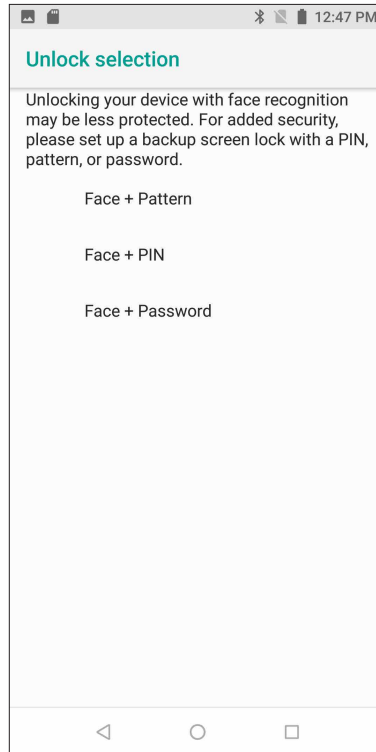 12:47 PM
Unlock selection
Unlocking your device with face recognition
may be less protected. For added security,
please set up a backup screen lock with a PIN,
pattern, or password.
Face + Pattern
Face + PIN
Face + Password